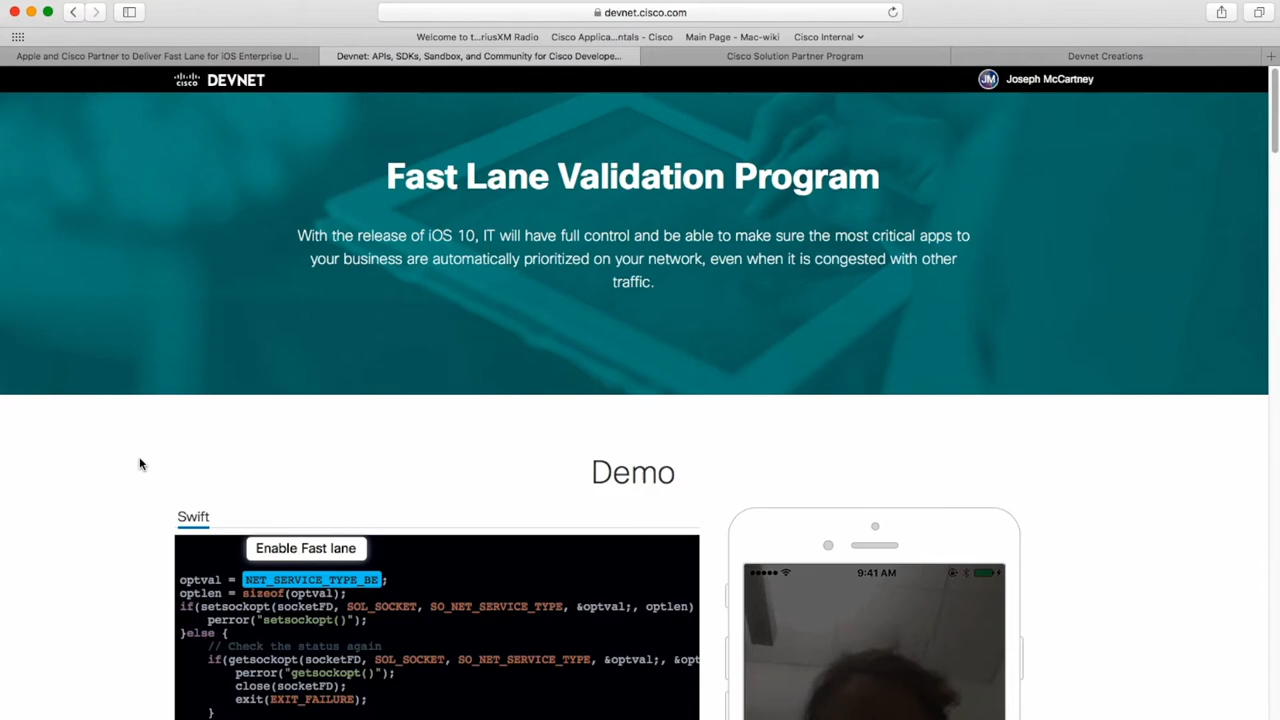 devnet.cisco.com
Welcome to t...riusXM Radio Cisco Applica...ntals - Cisco Main Page - Mac-wiki Cisco Internal
Apple and Cisco Partner to Deliver Fast Lane for iOS Enterprise U... Devnet: APIs, SDKs, Sandbox, and Community for Cisco Develope... Cisco Solution Partner Program Devnet Creations
cisco DEVNET JM Joseph McCartney
Fast Lane Validation Program
With the release of iOS 10, IT will have full control and be able to make sure the most critical apps to
your business are automatically prioritized on your network, even when it is congested with other
traffic.
Demo
Swift
Enable Fast lane
optval = NET_SERVICE_TYPE_BE;
optlen = sizeof(optval);
if(setsockopt(socketFD, SOL_SOCKET, SO_NET_SERVICE_TYPE, &optval;, optlen)
perror("setsockopt()");
}else {
// Check the status again
if(getsockopt(socketFD, SOL_SOCKET, SO_NET_SERVICE_TYPE, &optval;, &opt
perror("getsockopt()");
close(socketFD);
exit(EXIT_FAILURE);
}
9:41 AM